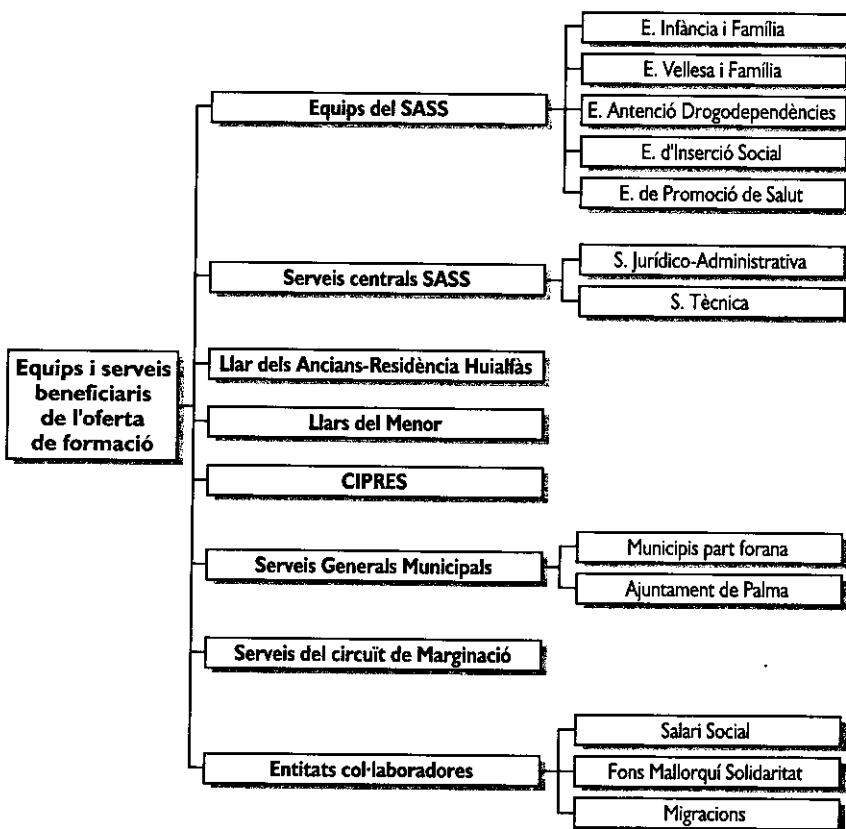 Equips i serveis
beneficiaris
de l'oferta
de formació
Equips del SASS
E. Infància i Família
E. Vellesa i Família
E. Antenció Drogodependències
E. d'Inserció Social
E. de Promoció de Salut
Serveis centrals SASS
S. Jurídico-Administrativa
S. Tècnica
Llar dels Ancians-Residència Huialfàs
Llars del Menor
CIPRES
Serveis Generals Municipals
Municipis part forana
Ajuntament de Palma
Serveis del circuït de Marginació
Entitats col·laboradores
Salari Social
Fons Mallorquí Solidaritat
Migracions